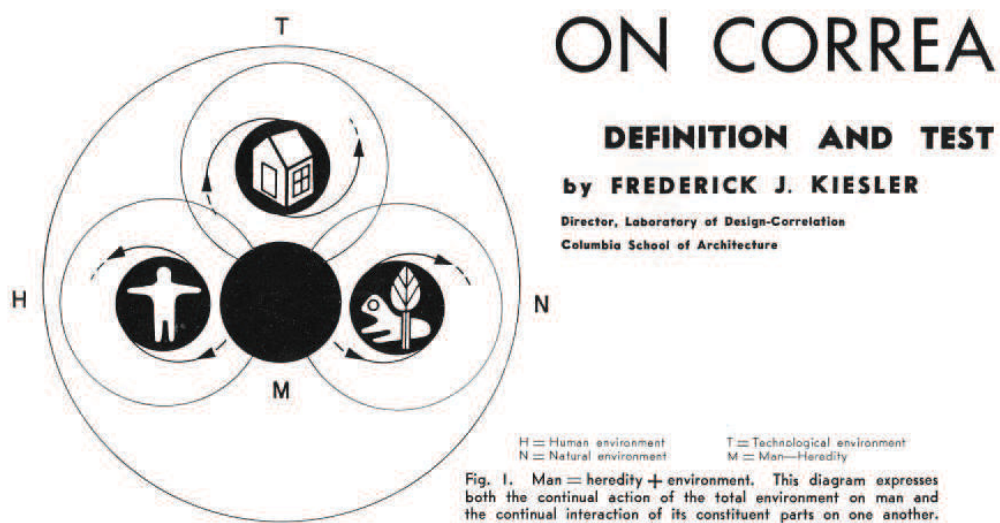 T
ON CORREA
DEFINITION AND TEST
by FREDERICK J. KIESLER
Director, Laboratory of Design-Correlation
Columbia School of Architecture
H
N
M
H = Human environment
N = Natural environment
T = Technological environment
M = Man—Heredity
Fig. 1. Man = heredity + environment. This diagram expresses
both the continual action of the total environment on man and
the continual interaction of its constituent parts on one another.